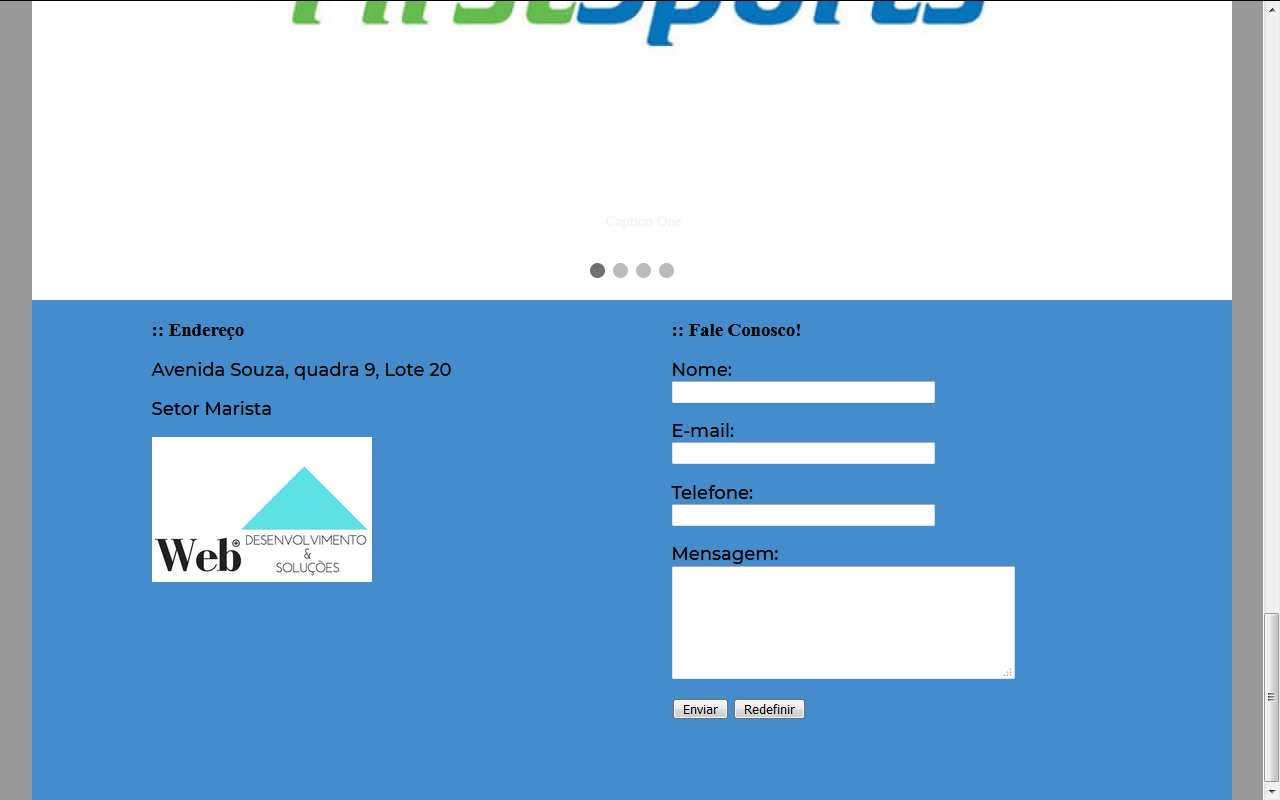 FirstSports
Caption One
:: Endereço
Avenida Souza, quadra 9, Lote 20
Setor Marista
Web®
DESENVOLVIMENTO
&
SOLUÇÕES
:: Fale Conosco!
Nome:
E-mail:
Telefone:
Mensagem:
Enviar Redefinir